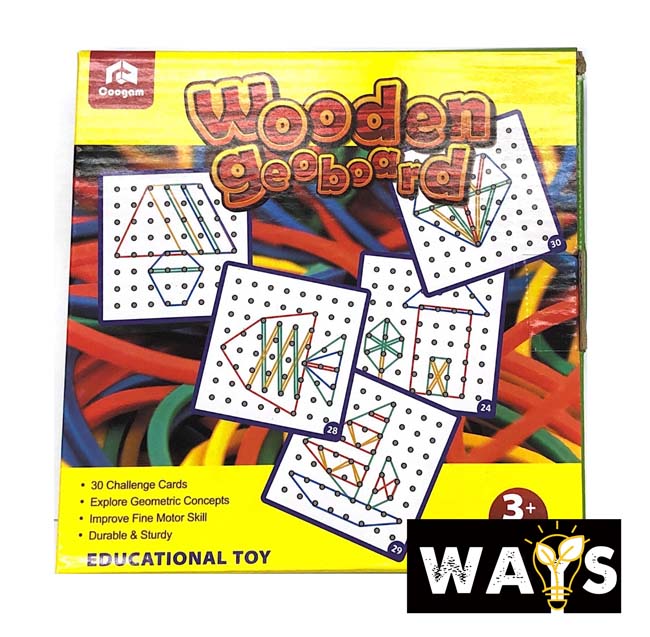 Coogam
Wooden
geoboard
30
24
28
29
• 30 Challenge Cards
• Explore Geometric Concepts
• Improve Fine Motor Skill
• Durable & Sturdy
EDUCATIONAL TOY
3+
WAYS